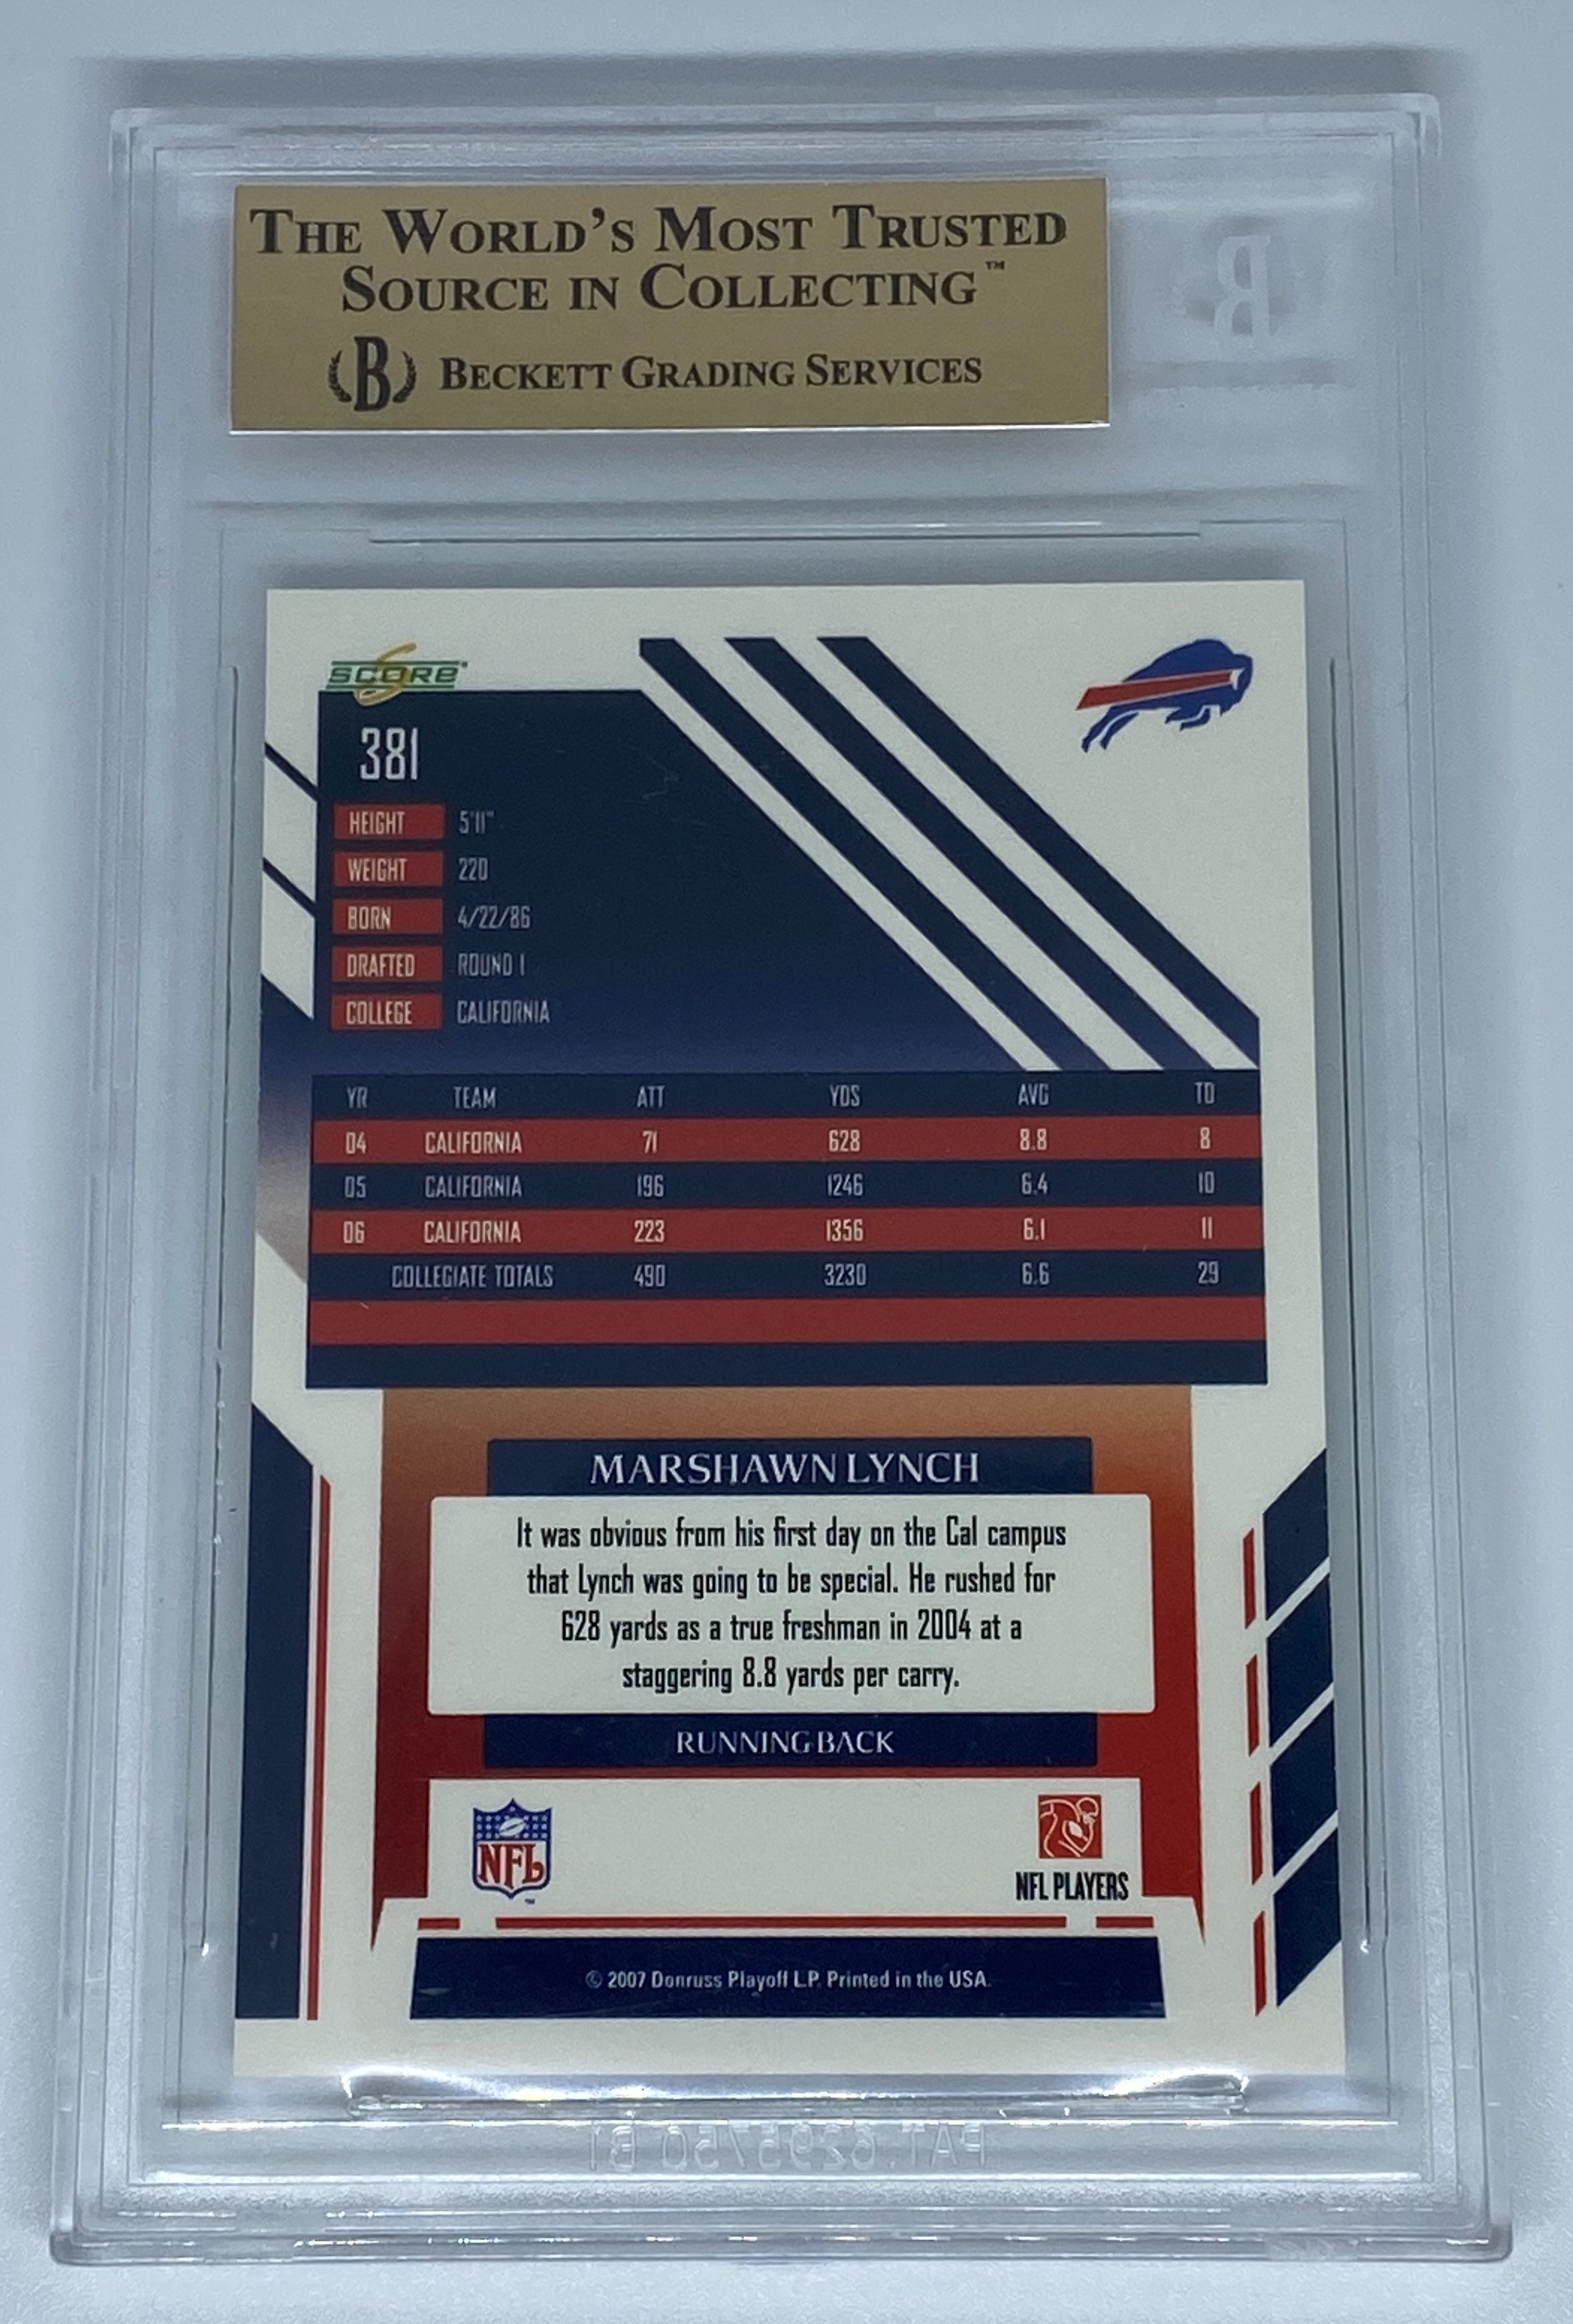 THE WORLD'S MOST TRUSTED
SOURCE IN COLLECTING™
B BECKETT GRADING SERVICES
B
SCORE
381
HEIGHT 5'11"
WEIGHT 220
BORN 4/22/86
DRAFTED ROUND 1
COLLEGE CALIFORNIA
YR TEAM ATT YDS AVG TD
04 CALIFORNIA 71 628 8.8 8
05 CALIFORNIA 196 1246 6.4 10
06 CALIFORNIA 223 1356 6.1 11
COLLEGIATE TOTALS 490 3230 6.6 29
MARSHAWN LYNCH
It was obvious from his first day on the Cal campus
that Lynch was going to be special. He rushed for
628 yards as a true freshman in 2004 at a
staggering 8.8 yards per carry.
RUNNING BACK
NFL
NFL PLAYERS
© 2007 Donruss Playoff L.P. Printed in the USA.
PAT.